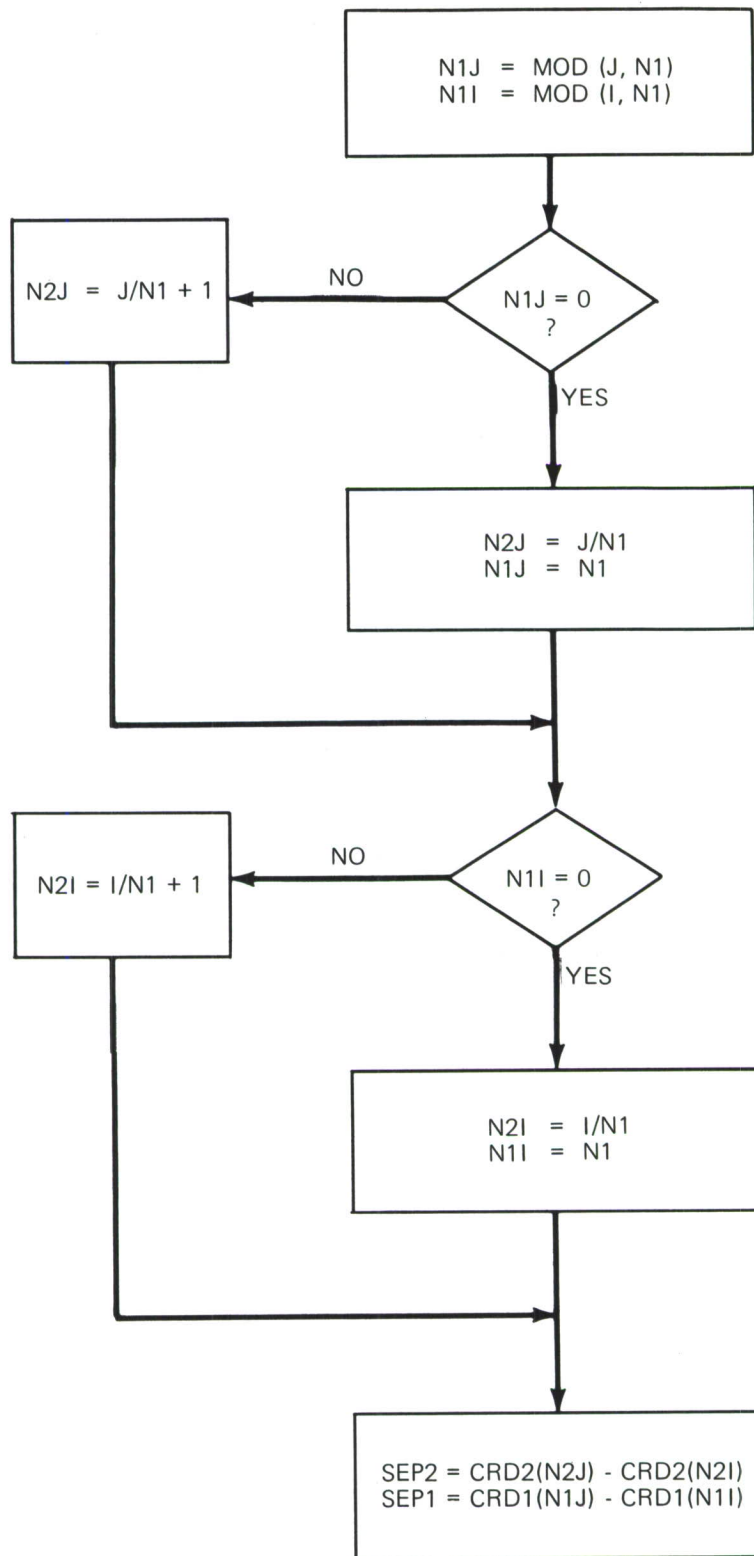 N1J = MOD (J, N1)
N1I = MOD (I, N1)
N1J = 0
?
NO
N2J = J/N1 + 1
YES
N2J = J/N1
N1J = N1
N1I = 0
?
NO
N2I = I/N1 + 1
YES
N2I = I/N1
N1I = N1
SEP2 = CRD2(N2J) - CRD2(N2I)
SEP1 = CRD1(N1J) - CRD1(N1I)